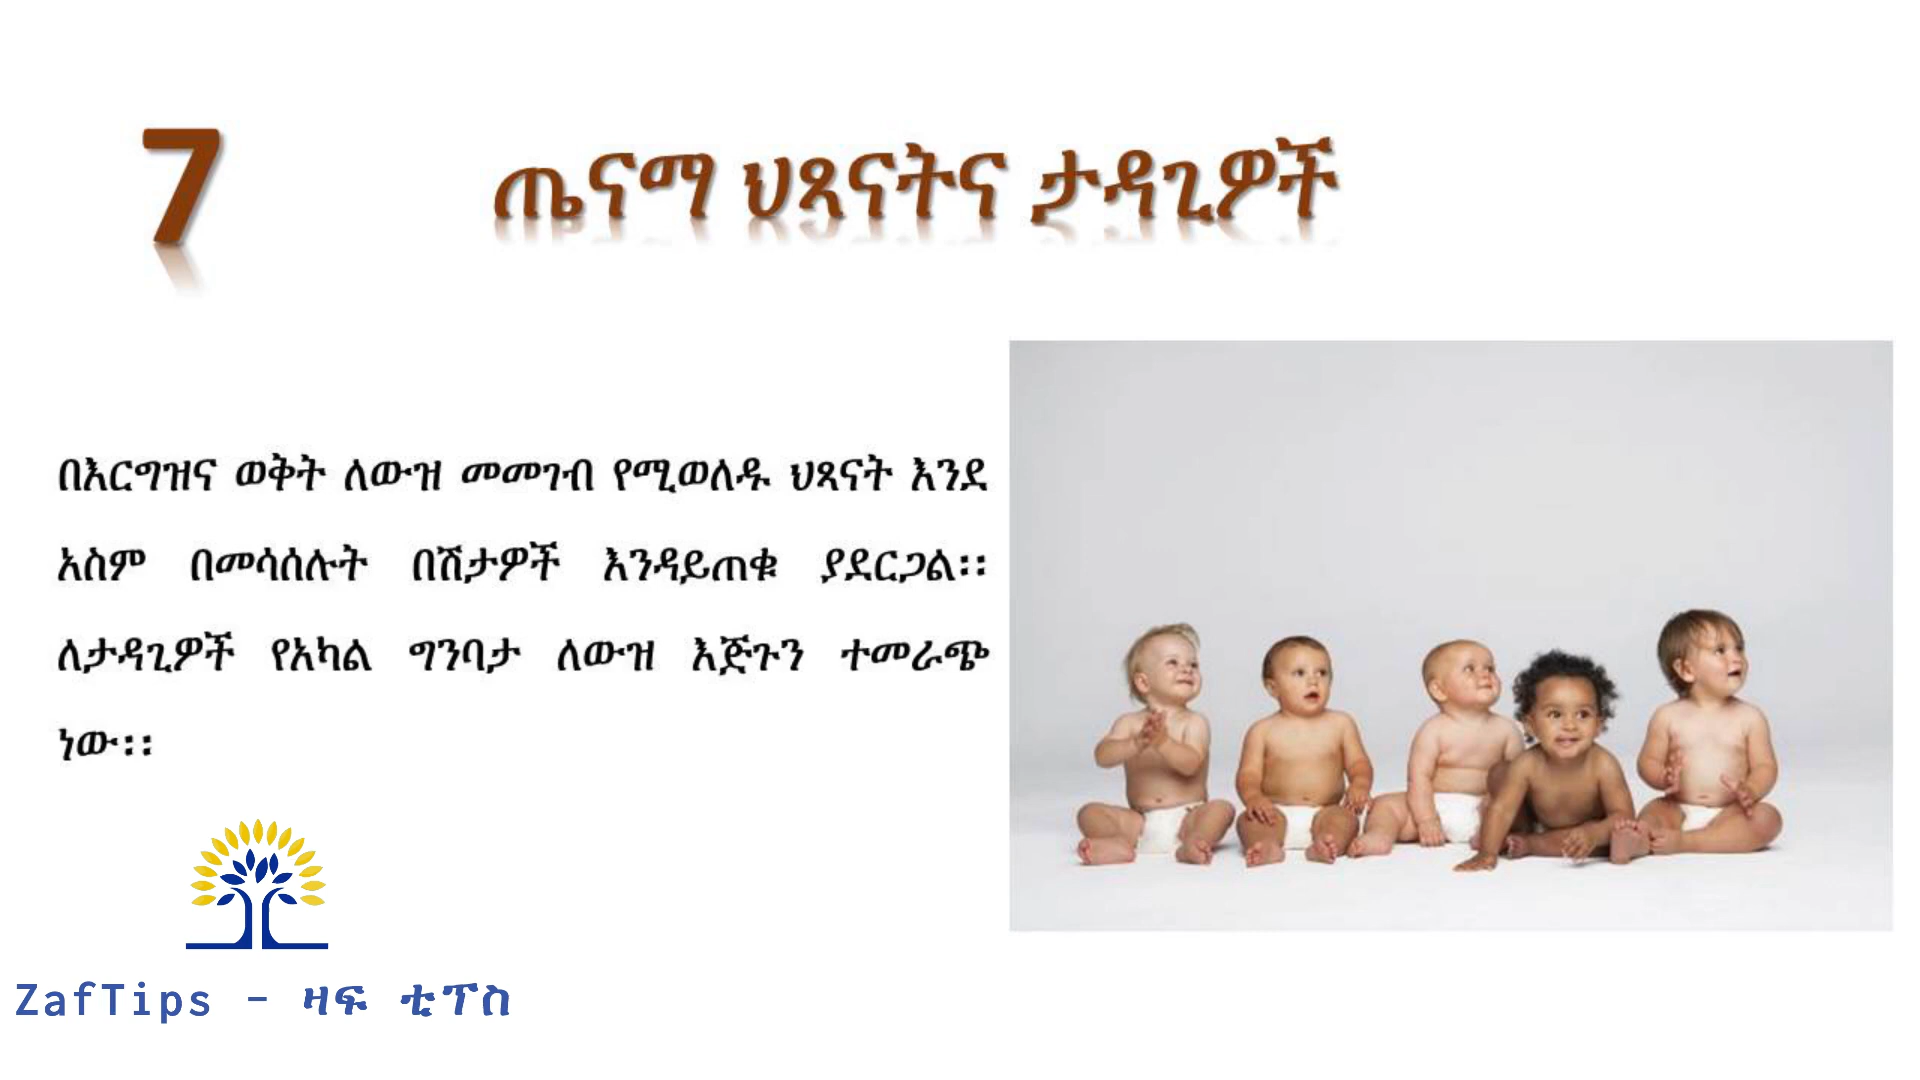 7
ጤናማ ህጻናትና ታዳጊዎች
በእርግዝና ወቅት ለውዝ መመገብ የሚወለዱ ህጻናት እንደ
አስም በመሳሰሉት በሽታዎች እንዳይጠቁ ያደርጋል፡፡
ለታዳጊዎች የአካል ግንባታ ለውዝ እጅጉን ተመራጭ
ነው፡፡
ZafTips - ዛፍ ቲፕስ